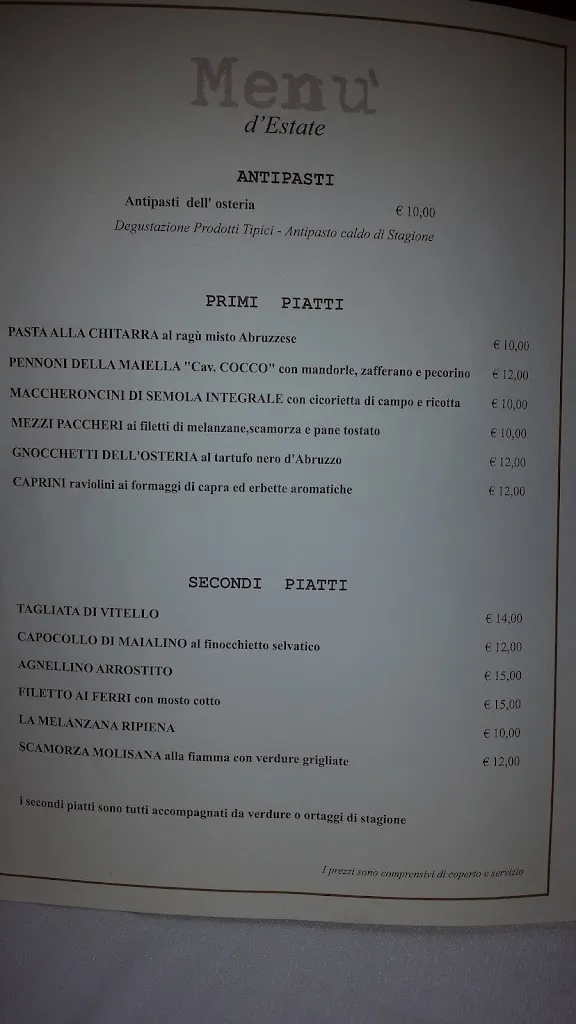 Menu'
d'Estate
ANTIPASTI
Antipasti dell' osteria € 10,00
Degustazione Prodotti Tipici - Antipasto caldo di Stagione
PRIMI PIATTI
PASTA ALLA CHITARRA al ragù misto Abruzzese € 10,00
PENNONI DELLA MAIELLA "Cav. COCCO" con mandorle, zafferano e pecorino € 12,00
MACCHERONCINI DI SEMOLA INTEGRALE con cicorietta di campo e ricotta € 10,00
MEZZI PACCHERI ai filetti di melanzane,scamorza e pane tostato € 10,00
GNOCCHETTI DELL'OSTERIA al tartufo nero d'Abruzzo € 12,00
CAPRINI raviolini ai formaggi di capra ed erbette aromatiche € 12,00
SECONDI PIATTI
TAGLIATA DI VITELLO € 14,00
CAPOCOLLO DI MAIALINO al finocchietto selvatico € 12,00
AGNELLINO ARROSTITO € 15,00
FILETTO AI FERRI con mosto cotto € 15,00
LA MELANZANA RIPIENA € 10,00
SCAMORZA MOLISANA alla fiamma con verdure grigliate € 12,00
i secondi piatti sono tutti accompagnati da verdure o ortaggi di stagione
I prezzi sono comprensivi di coperto e servizio